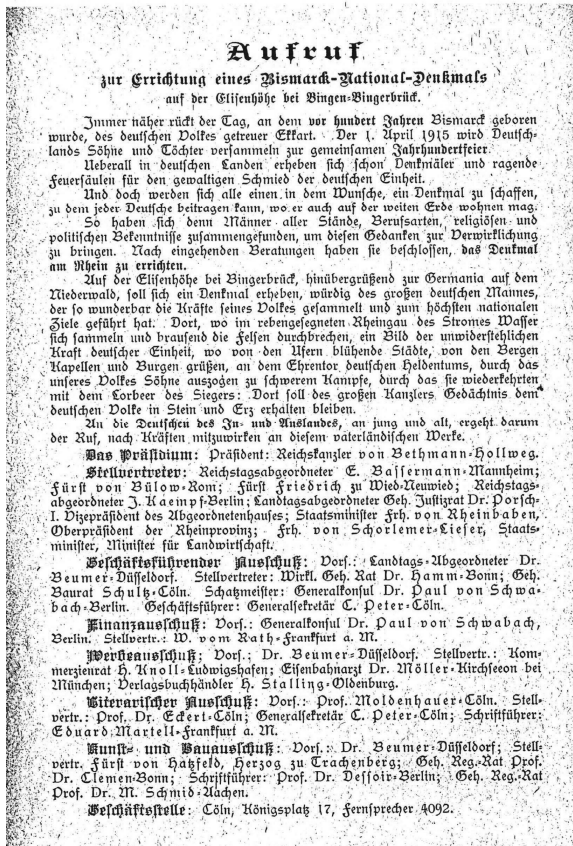 Aufruf
zur Errichtung eines Bismarck-National-Denkmals
auf der Elisenhöhe bei Bingen-Bingerbrück.
Immer näher rückt der Tag, an dem vor hundert Jahren Bismarck geboren
wurde, des deutschen Volkes getreuer Ekkart. Der 1. April 1915 wird Deutsch-
lands Söhne und Töchter versammeln zur gemeinsamen Jahrhundertfeier.
Ueberall in deutschen Landen erheben sich schon Denkmäler und ragende
Feuersäulen für den gewaltigen Schmied der deutschen Einheit.
Und doch werden sich alle einen in dem Wunsche, ein Denkmal zu schaffen,
zu dem jeder Deutsche beitragen kann, wo er auch auf der weiten Erde wohnen mag.
So haben sich denn Männer aller Stände, Berufsarten, religiösen und
politischen Bekenntnisse zusammengefunden, um diesen Gedanken zur Verwirklichung
zu bringen. Nach eingehenden Beratungen haben sie beschlossen, das Denkmal
am Rhein zu errichten.
Auf der Elisenhöhe bei Bingerbrück, hinübergrüßend zur Germania auf dem
Niederwald, soll sich ein Denkmal erheben, würdig des großen deutschen Mannes,
der so wunderbar die Kräfte seines Volkes gesammelt und zum höchsten nationalen
Ziele geführt hat. Dort, wo im rebengesegneten Rheingau des Stromes Wasser
sich sammeln und brausend die Felsen durchbrechen, ein Bild der unwiderstehlichen
Kraft deutscher Einheit, wo von den Ufern blühende Städte, von den Bergen
Kapellen und Burgen grüßen, an dem Ehrentor deutschen Heldentums, durch das
unseres Volkes Söhne auszogen zu schwerem Kampfe, durch das sie wiederkehrten
mit dem Lorbeer des Siegers: Dort soll des großen Kanzlers Gedächtnis dem
deutschen Volke in Stein und Erz erhalten bleiben.
An die Deutschen des In- und Auslandes, an jung und alt, ergeht darum
der Ruf, nach Kräften mitzuwirken an diesem vaterländischen Werke.
Das Präsidium: Präsident: Reichskanzler von Bethmann-Hollweg.
Stellvertreter: Reichstagsabgeordneter E. Bassermann-Mannheim;
Fürst von Bülow-Rom; Fürst Friedrich zu Wied-Neuwied; Reichstags-
abgeordneter J. Kaempf-Berlin; Landtagsabgeordneter Geh. Justizrat Dr. Porsch-
I. Vizepräsident des Abgeordnetenhauses; Staatsminister Frh. von Rheinbaben,
Oberpräsident der Rheinprovinz; Frh. von Schorlemer-Lieser, Staats-
minister, Minister für Landwirtschaft.
Geschäftsführender Ausschuß: Vors.: Landtags-Abgeordneter Dr.
Beumer-Düsseldorf. Stellvertreter: Wirkl. Geh. Rat Dr. Hamm-Bonn; Geh.
Baurat Schultz-Cöln. Schatzmeister: Generalkonsul Dr. Paul von Schwa-
bach-Berlin. Geschäftsführer: Generalsekretär C. Peter-Cöln.
Finanzausschuß: Vors.: Generalkonsul Dr. Paul von Schwabach,
Berlin. Stellvertr.: W. vom Rath-Frankfurt a. M.
Werbeausschuß: Vors.: Dr. Beumer-Düsseldorf. Stellvertr.: Kom-
merzienrat H. Knoll-Ludwigshafen; Eisenbahnarzt Dr. Möller-Kirchseeon bei
München; Verlagsbuchhändler H. Stalling-Oldenburg.
Literarischer Ausschuß: Vors.: Prof. Moldenhauer-Cöln. Stell-
vertr.: Prof. Dr. Eckert-Cöln; Generalsekretär C. Peter-Cöln; Schriftführer:
Eduard Martell-Frankfurt a. M.
Kunst- und Bauausschuß: Vors.: Dr. Beumer-Düsseldorf; Stell-
vertr. Fürst von Hatzfeld, Herzog zu Trachenberg; Geh. Reg.-Rat Prof.
Dr. Clemen-Bonn; Schriftführer: Prof. Dr. Dessoir-Berlin; Geh. Reg.-Rat
Prof. Dr. M. Schmid-Aachen.
Geschäftsstelle: Cöln, Königsplatz 17, Fernsprecher 4092.